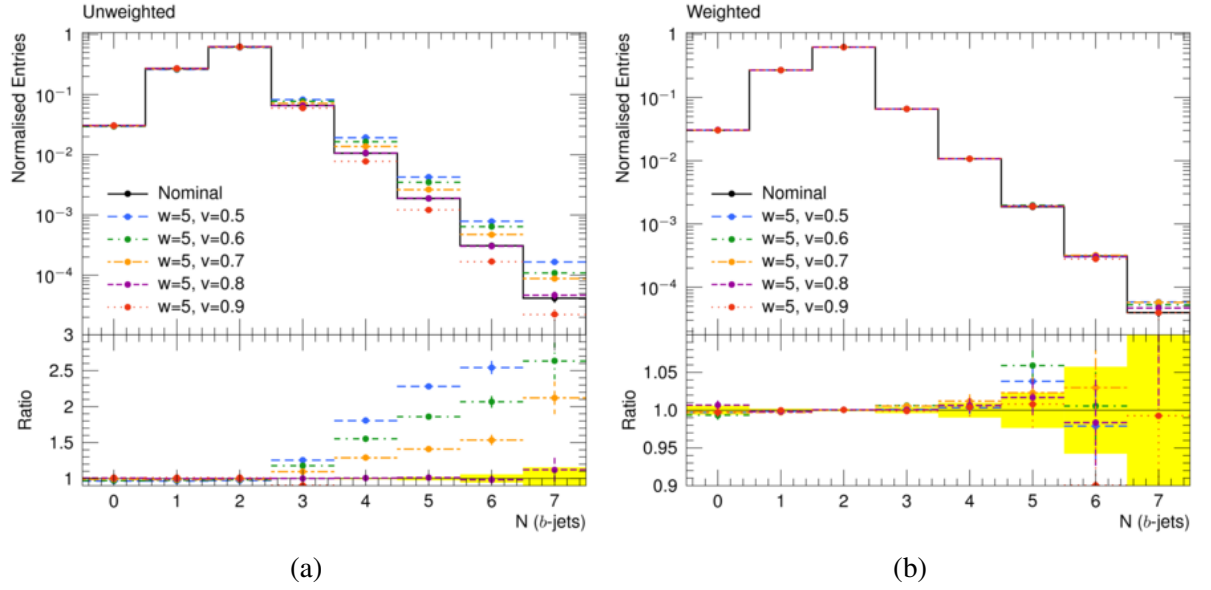 Unweighted
Normalised Entries
1
10⁻¹
10⁻²
10⁻³
10⁻⁴
Nominal
w=5, v=0.5
w=5, v=0.6
w=5, v=0.7
w=5, v=0.8
w=5, v=0.9
Ratio
3
2.5
2
1.5
1
0 1 2 3 4 5 6 7
N (b-jets)
(a)
Weighted
Normalised Entries
1
10⁻¹
10⁻²
10⁻³
10⁻⁴
Nominal
w=5, v=0.5
w=5, v=0.6
w=5, v=0.7
w=5, v=0.8
w=5, v=0.9
Ratio
1.05
1.0
0.95
0.9
0 1 2 3 4 5 6 7
N (b-jets)
(b)